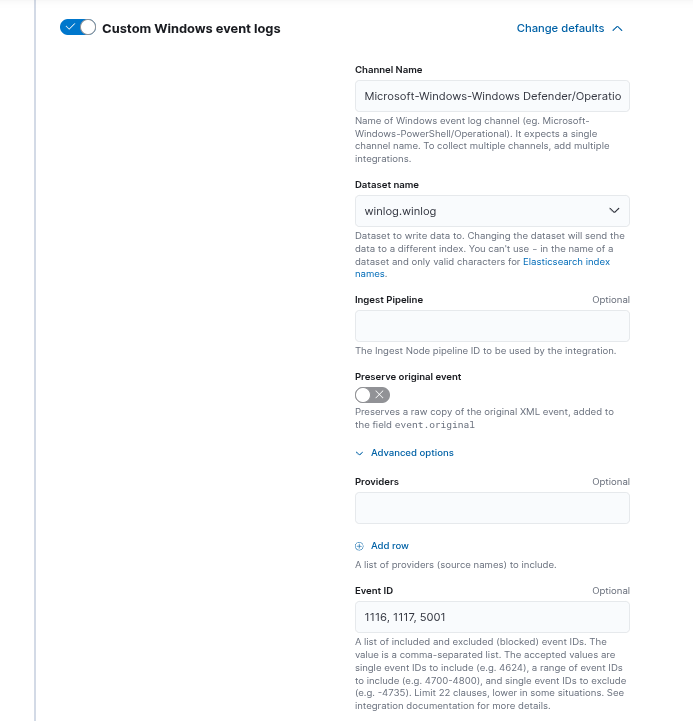 Custom Windows event logs
Change defaults
Channel Name
Microsoft-Windows-Windows Defender/Operatio
Name of Windows event log channel (eg. Microsoft-
Windows-PowerShell/Operational). It expects a single
channel name. To collect multiple channels, add multiple
integrations.
Dataset name
winlog.winlog
Dataset to write data to. Changing the dataset will send the
data to a different index. You can't use - in the name of a
dataset and only valid characters for Elasticsearch index
names.
Ingest Pipeline Optional
The Ingest Node pipeline ID to be used by the integration.
Preserve original event
Preserves a raw copy of the original XML event, added to
the field event.original
Advanced options
Providers Optional
Add row
A list of providers (source names) to include.
Event ID Optional
1116, 1117, 5001
A list of included and excluded (blocked) event IDs. The
value is a comma-separated list. The accepted values are
single event IDs to include (e.g. 4624), a range of event IDs
to include (e.g. 4700-4800), and single event IDs to exclude
(e.g. -4735). Limit 22 clauses, lower in some situations. See
integration documentation for more details.